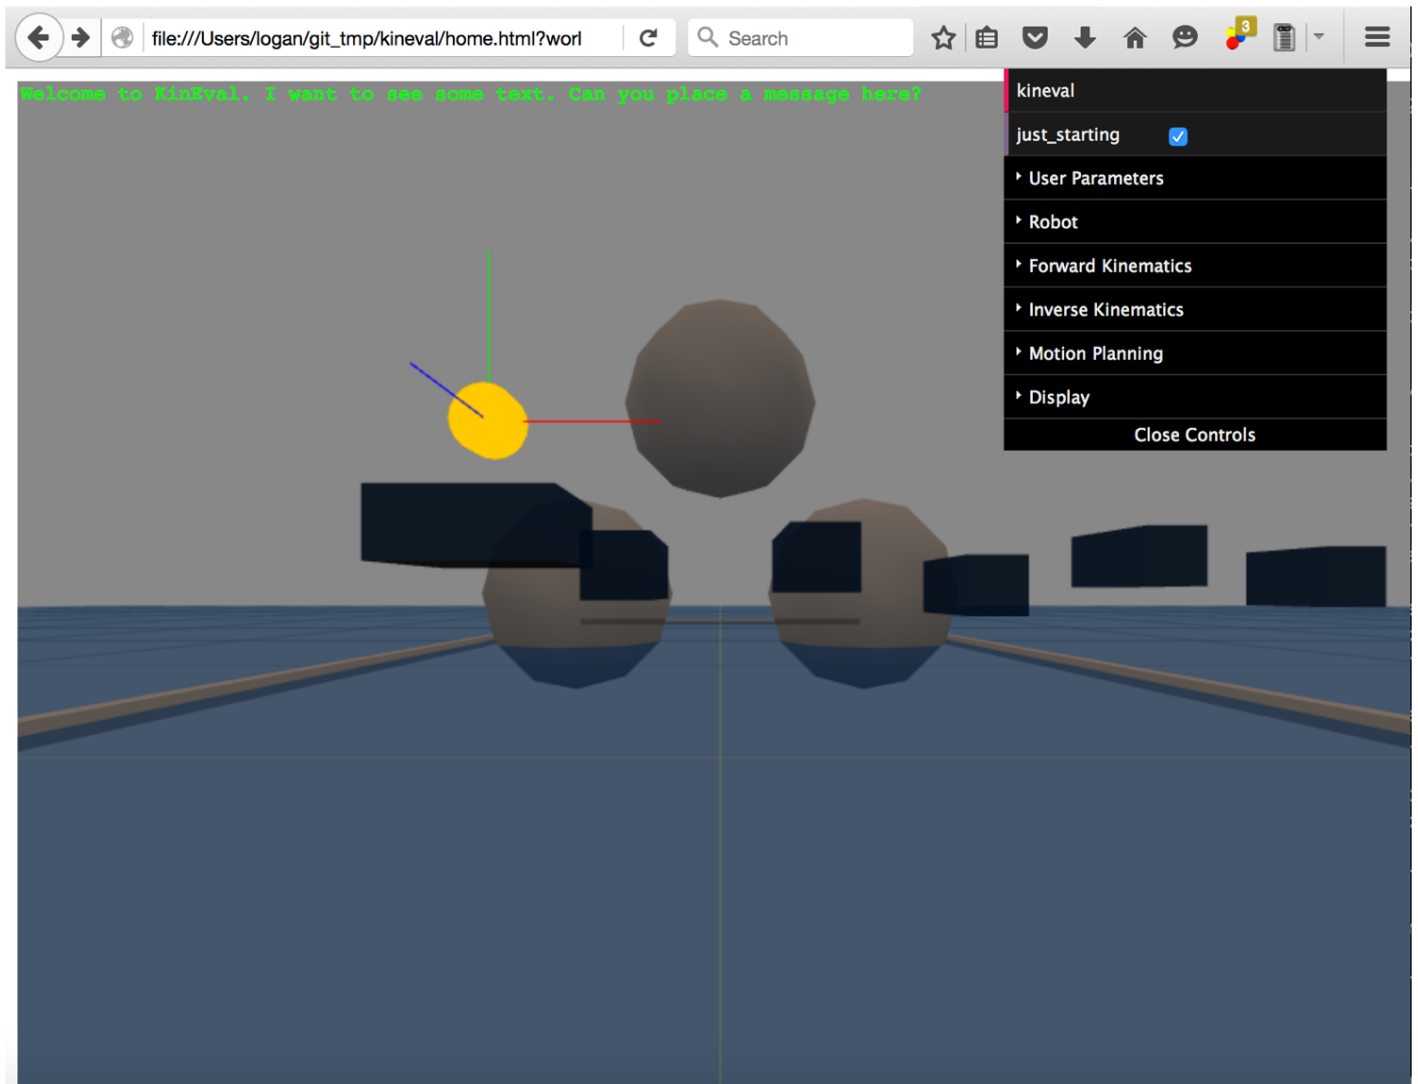 file:///Users/logan/git_tmp/kineval/home.html?worl
Search
3
Welcome to KinEval. I want to see some text. Can you place a message here?
kineval
just_starting
User Parameters
Robot
Forward Kinematics
Inverse Kinematics
Motion Planning
Display
Close Controls